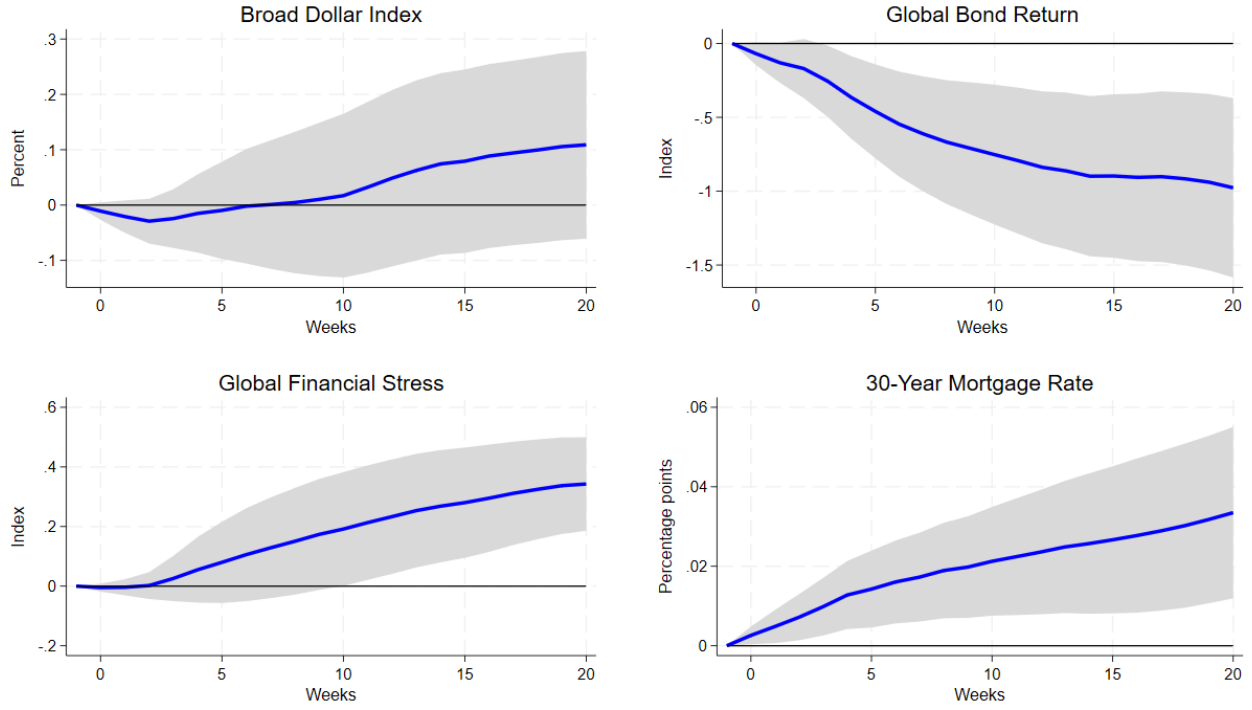 Broad Dollar Index
.3
.2
.1
0
-.1
Percent
0 5 10 15 20
Weeks
Global Bond Return
0
-.5
-1
-1.5
Index
0 5 10 15 20
Weeks
Global Financial Stress
.6
.4
.2
0
-.2
Index
0 5 10 15 20
Weeks
30-Year Mortgage Rate
.06
.04
.02
0
Percentage points
0 5 10 15 20
Weeks